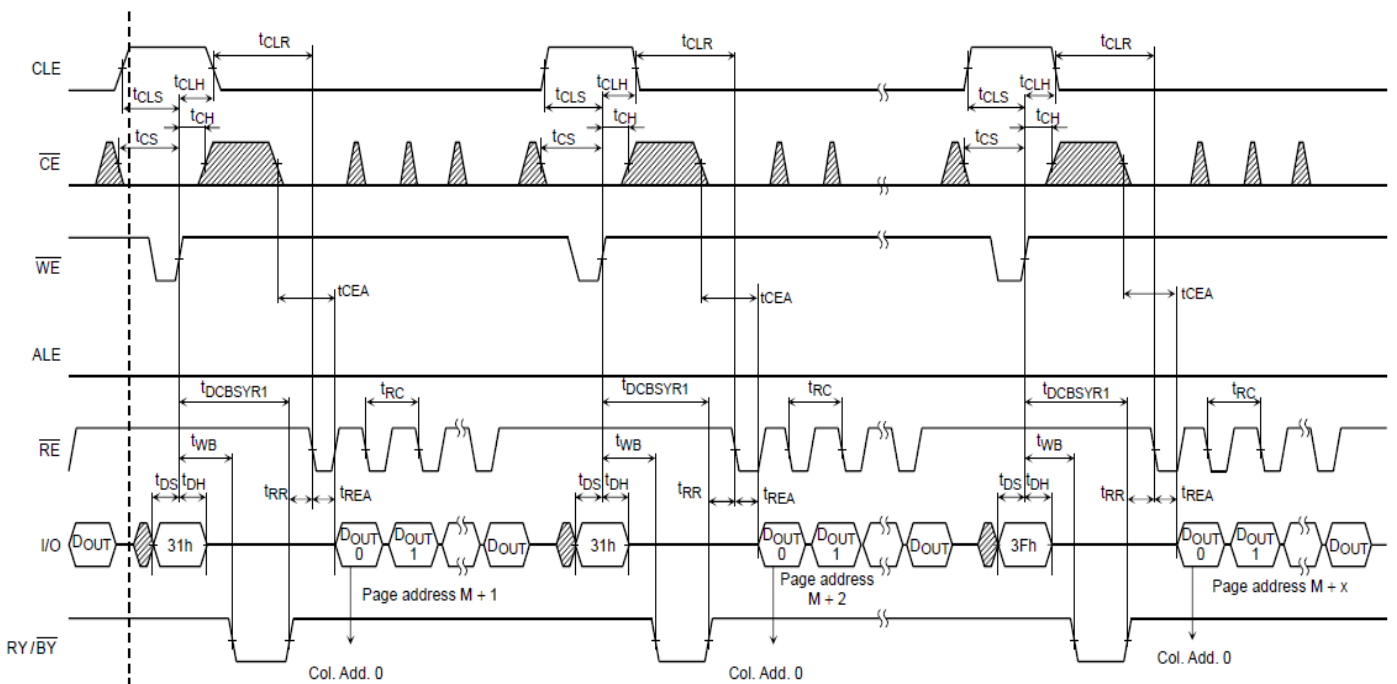 tCLR tCLR tCLR
CLE
tCLH tCLH tCLH
tCLS tCLS tCLS
tCH tCH tCH
tCS tCS tCS
CE
WE
tCEA tCEA tCEA
ALE
tDCBSYR1 tDCBSYR1 tDCBSYR1
tRC tRC tRC
RE
tWB tWB tWB
tDS tDH tDS tDH tDS tDH
tRR tREA tRR tREA tRR tREA
I/O DOUT 31h DOUT 0 DOUT 1 DOUT 31h DOUT 0 DOUT 1 DOUT 3Fh DOUT 0 DOUT 1 DOUT
Page address M + 1
Page address
M + 2
Page address M + x
RY/BY
Col. Add. 0 Col. Add. 0 Col. Add. 0